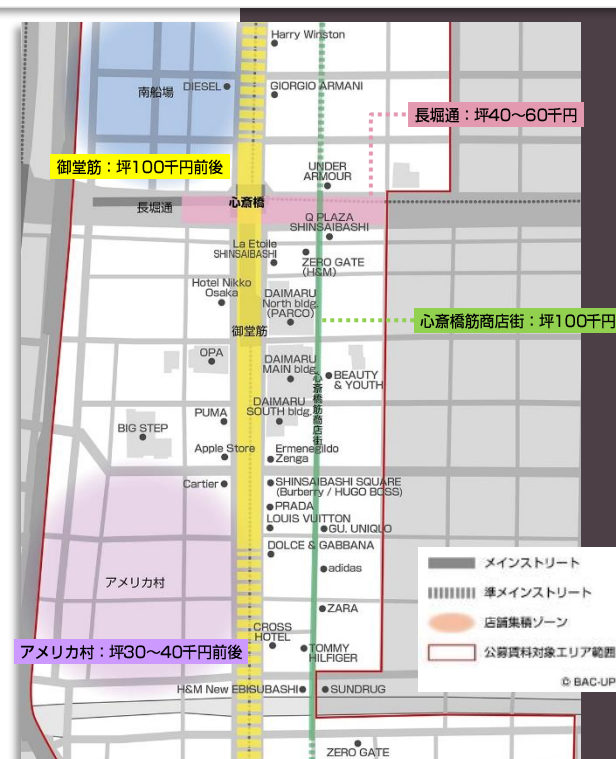 Harry Winston
南船場
DIESEL
GIORGIO ARMANI
長堀通：坪40〜60千円
御堂筋：坪100千円前後
UNDER
ARMOUR
長堀通
心斎橋
Q PLAZA
SHINSAIBASHI
La Etoile
SHINSAIBASHI
ZERO GATE
(H&M)
Hotel Nikko
Osaka
DAIMARU
North bldg.
(PARCO)
心斎橋筋商店街：坪100千円
御堂筋
OPA
DAIMARU
MAIN bldg.
BEAUTY
& YOUTH
心斎橋筋商店街
DAIMARU
SOUTH bldg.
PUMA
BIG STEP
Apple Store
Ermenegildo
Zenga
Cartier
SHINSAIBASHI SQUARE
(Burberry / HUGO BOSS)
PRADA
LOUIS VUITTON
GU. UNIQLO
DOLCE & GABBANA
adidas
アメリカ村
ZARA
CROSS
HOTEL
TOMMY
HILFIGER
アメリカ村：坪30〜40千円前後
H&M New EBISUBASHI
SUNDRUG
ZERO GATE
メインストリート
準メインストリート
店舗集積ゾーン
公募賃料対象エリア範囲
© BAC-UP